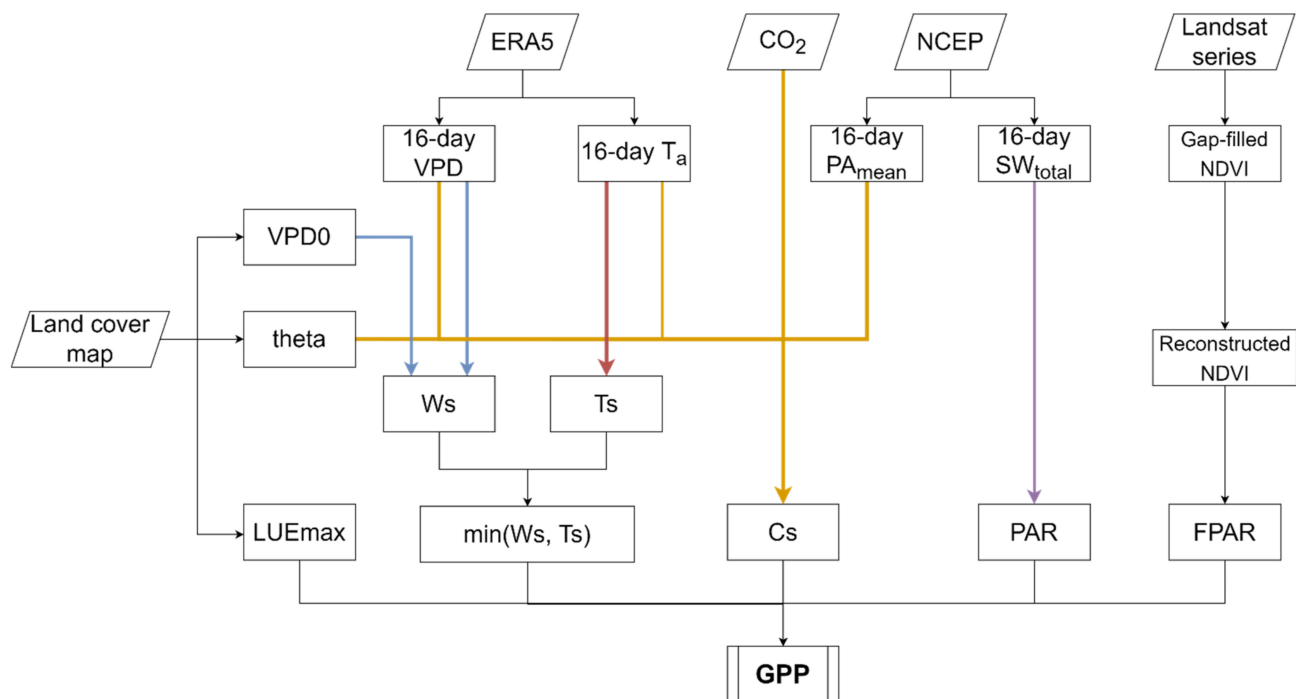 ERA5
CO₂
NCEP
Landsat
series
16-day
VPD
16-day Tₐ
16-day
PAmean
16-day
SWtotal
Gap-filled
NDVI
VPD0
Land cover
map
theta
Reconstructed
NDVI
Ws
Ts
LUEmax
min(Ws, Ts)
Cs
PAR
FPAR
GPP